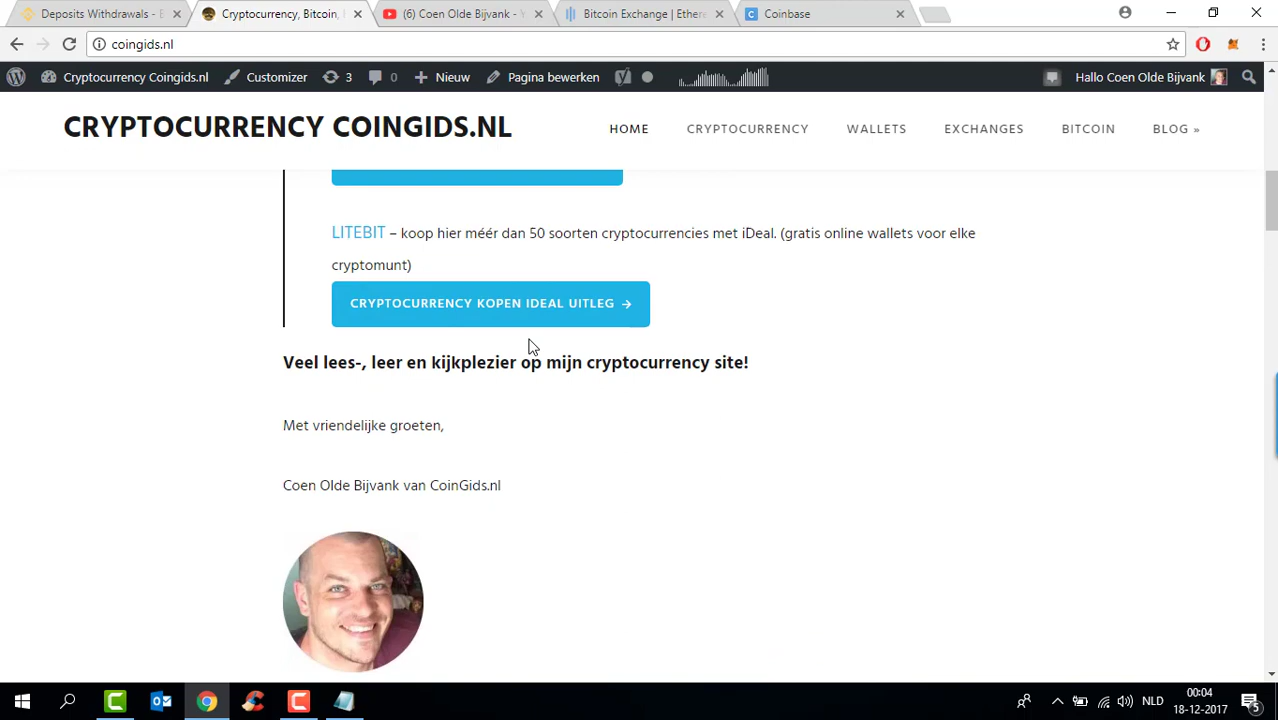 Deposits Withdrawals - B
Cryptocurrency, Bitcoin,
(6) Coen Olde Bijvank - Y
Bitcoin Exchange | Ether
Coinbase
coingids.nl
Cryptocurrency Coingids.nl
Customizer
3
0
Nieuw
Pagina bewerken
Hallo Coen Olde Bijvank
CRYPTOCURRENCY COINGIDS.NL
HOME
CRYPTOCURRENCY
WALLETS
EXCHANGES
BITCOIN
BLOG »
LITEBIT – koop hier méér dan 50 soorten cryptocurrencies met iDeal. (gratis online wallets voor elke
cryptomunt)
CRYPTOCURRENCY KOPEN IDEAL UITLEG →
Veel lees-, leer en kijkplezier op mijn cryptocurrency site!
Met vriendelijke groeten,
Coen Olde Bijvank van CoinGids.nl
NLD
00:04
18-12-2017
5